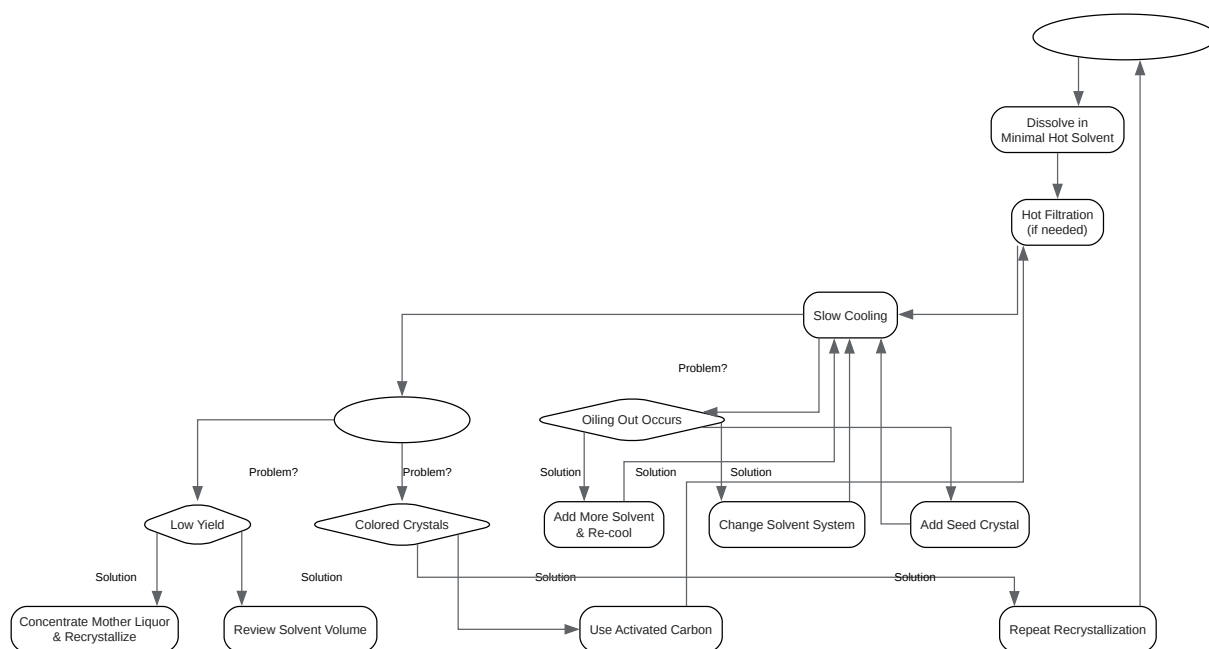 Dissolve in
Minimal Hot Solvent
Hot Filtration
(if needed)
Slow Cooling
Problem?
Oiling Out Occurs
Problem?
Problem?
Solution
Solution
Solution
Low Yield
Colored Crystals
Add More Solvent
& Re-cool
Change Solvent System
Add Seed Crystal
Solution
Solution
Solution
Solution
Concentrate Mother Liquor
& Recrystallize
Review Solvent Volume
Use Activated Carbon
Repeat Recrystallization